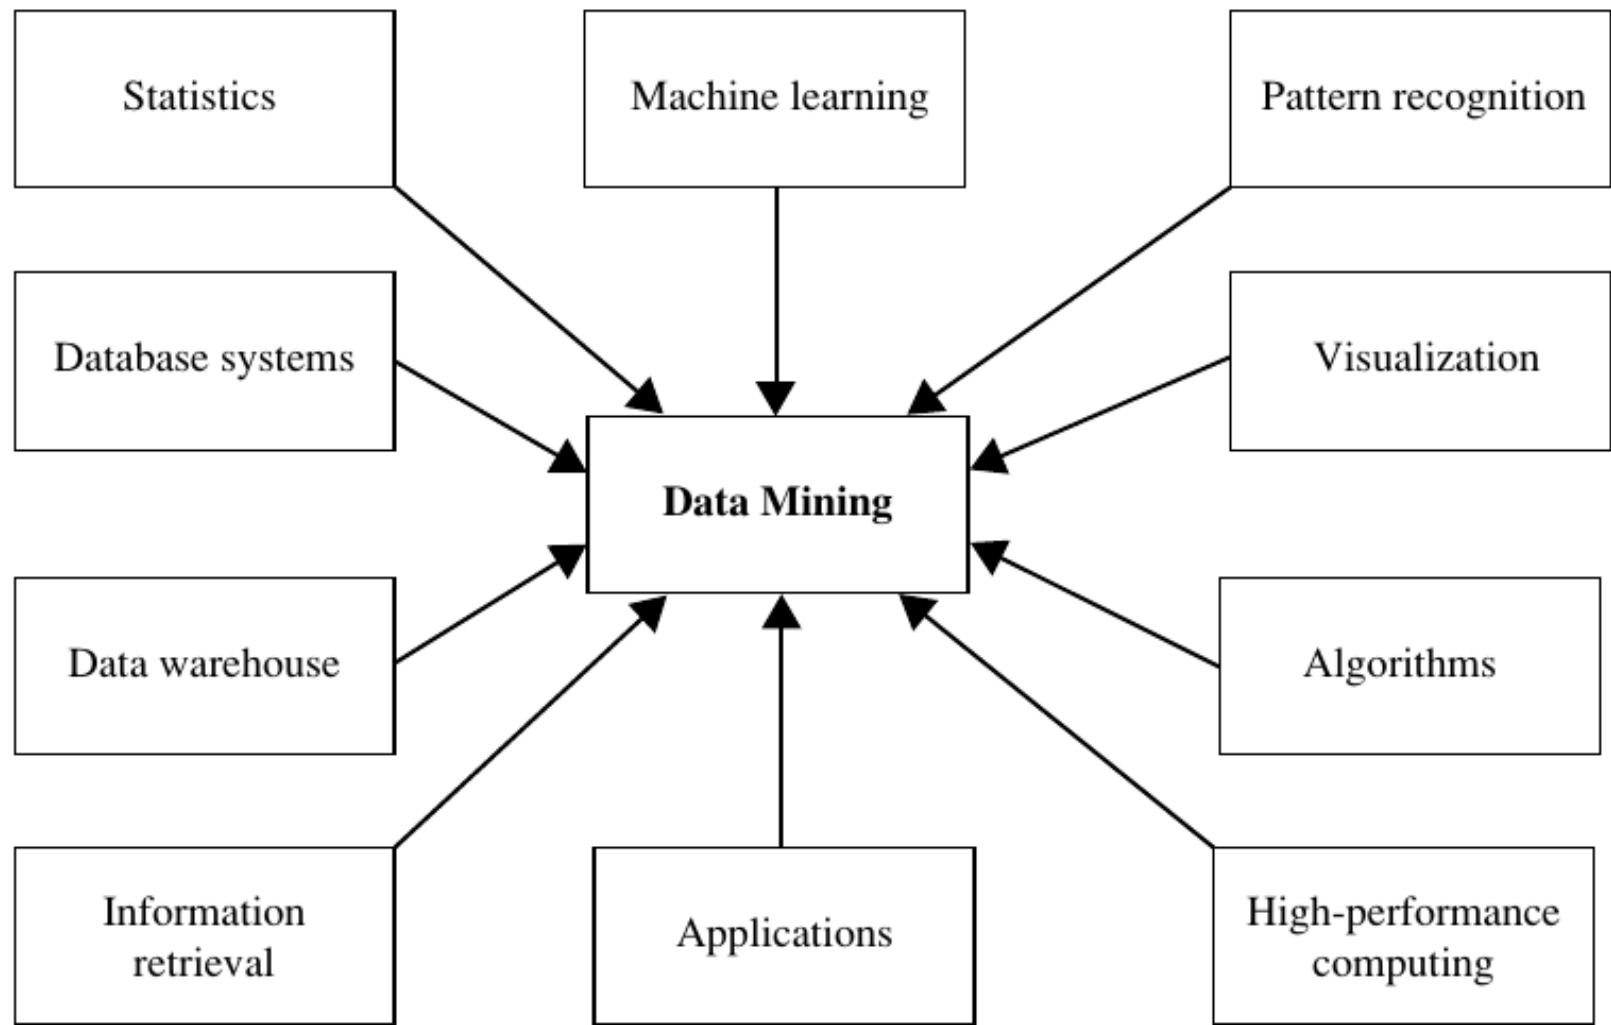 Statistics
Machine learning
Pattern recognition
Database systems
Visualization
Data Mining
Data warehouse
Algorithms
Information
retrieval
Applications
High-performance
computing